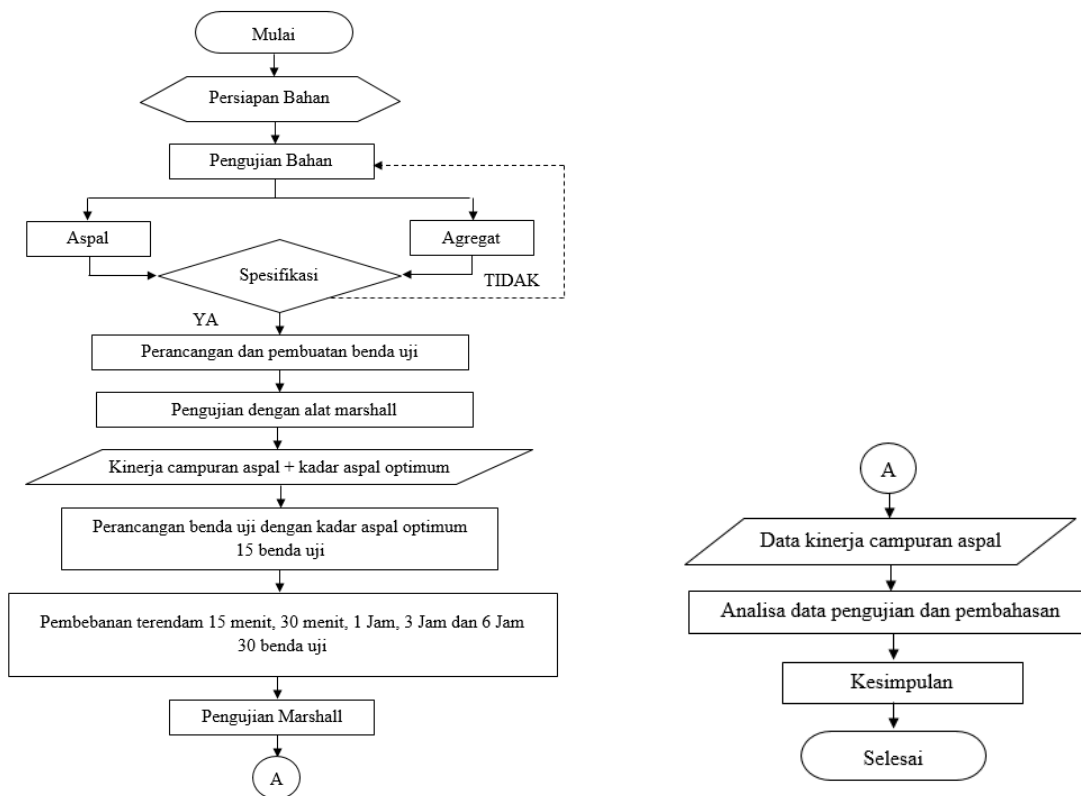 Mulai
Persiapan Bahan
Pengujian Bahan
Aspal
Agregat
Spesifikasi
TIDAK
YA
Perancangan dan pembuatan benda uji
Pengujian dengan alat marshall
Kinerja campuran aspal + kadar aspal optimum
Perancangan benda uji dengan kadar aspal optimum
15 benda uji
Pembebanan terendam 15 menit, 30 menit, 1 Jam, 3 Jam dan 6 Jam
30 benda uji
Pengujian Marshall
A
A
Data kinerja campuran aspal
Analisa data pengujian dan pembahasan
Kesimpulan
Selesai